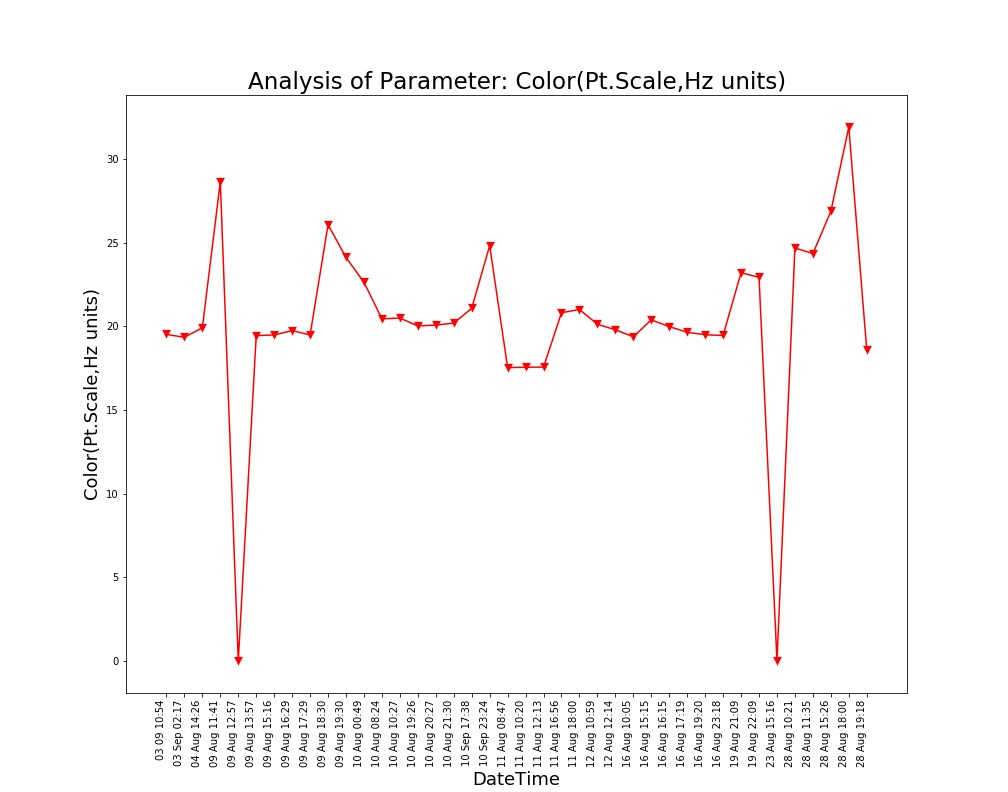 Analysis of Parameter: Color(Pt.Scale,Hz units)
Color(Pt.Scale,Hz units)
30
25
20
15
10
5
0
03 09 10:54
03 Sep 02:17
04 Aug 14:26
09 Aug 11:41
09 Aug 12:57
09 Aug 13:57
09 Aug 15:16
09 Aug 16:29
09 Aug 17:29
09 Aug 18:30
09 Aug 19:30
10 Aug 00:49
10 Aug 08:24
10 Aug 10:27
10 Aug 19:26
10 Aug 20:27
10 Aug 21:30
10 Sep 17:38
10 Sep 23:24
11 Aug 08:47
11 Aug 10:20
11 Aug 12:13
11 Aug 16:56
11 Aug 18:00
12 Aug 10:59
12 Aug 12:14
16 Aug 10:05
16 Aug 15:15
16 Aug 16:15
16 Aug 17:19
16 Aug 19:20
16 Aug 23:18
19 Aug 21:09
19 Aug 22:09
23 Aug 15:16
28 Aug 10:21
28 Aug 11:35
28 Aug 15:26
28 Aug 18:00
28 Aug 19:18
DateTime